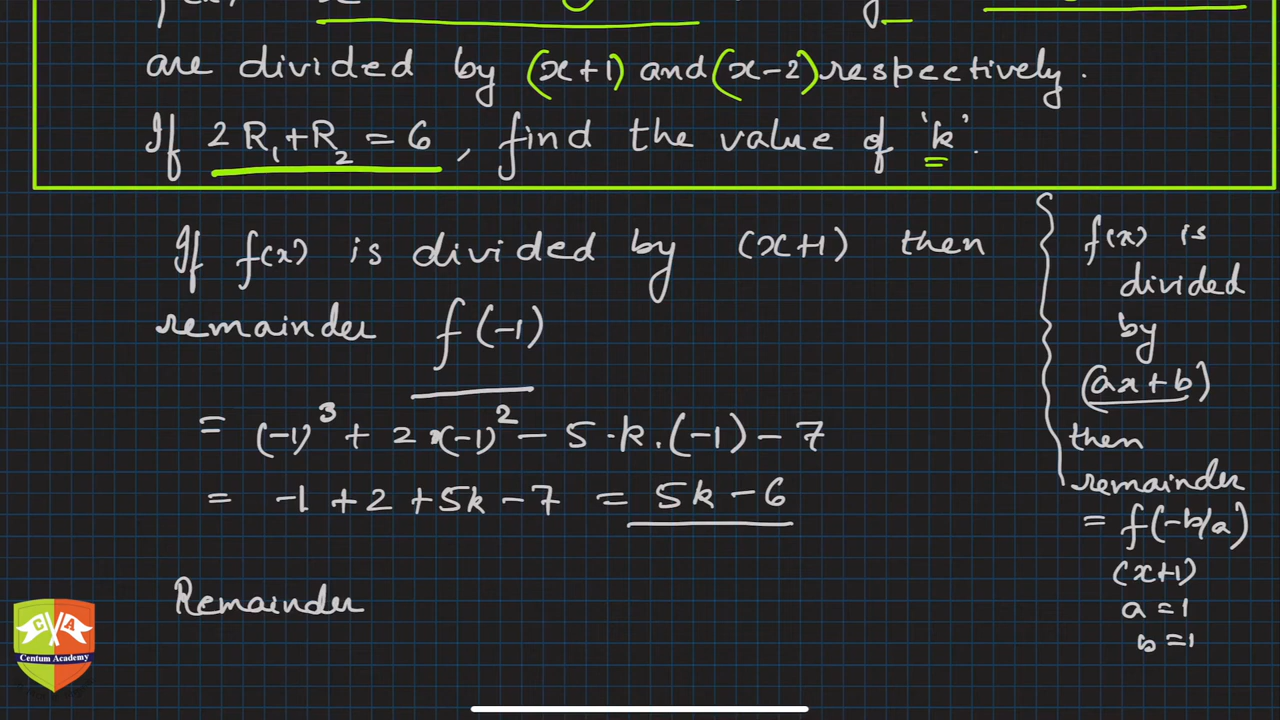 are divided by (x+1) and (x-2) respectively.
If 2R₁+R₂ = 6, find the value of 'k'.
If f(x) is divided by (x+1) then
remainder f(-1)
= (-1)³ + 2×(-1)² - 5·k.(-1) - 7
= -1 + 2 + 5k - 7 = 5k - 6
Remainder
f(x) is
divided
by
(ax+b)
then
remainder
= f(-b/a)
(x+1)
a = 1
b = 1
CA
Centum Academy